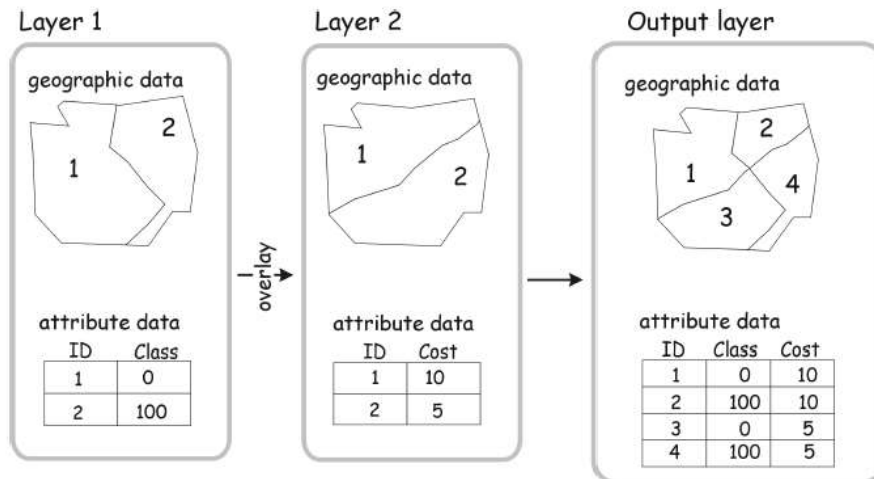 Layer 1
geographic data
1
2
attribute data
ID Class
1 0
2 100
overlay
Layer 2
geographic data
1
2
attribute data
ID Cost
1 10
2 5
Output layer
geographic data
2
1
4
3
attribute data
ID Class Cost
1 0 10
2 100 10
3 0 5
4 100 5